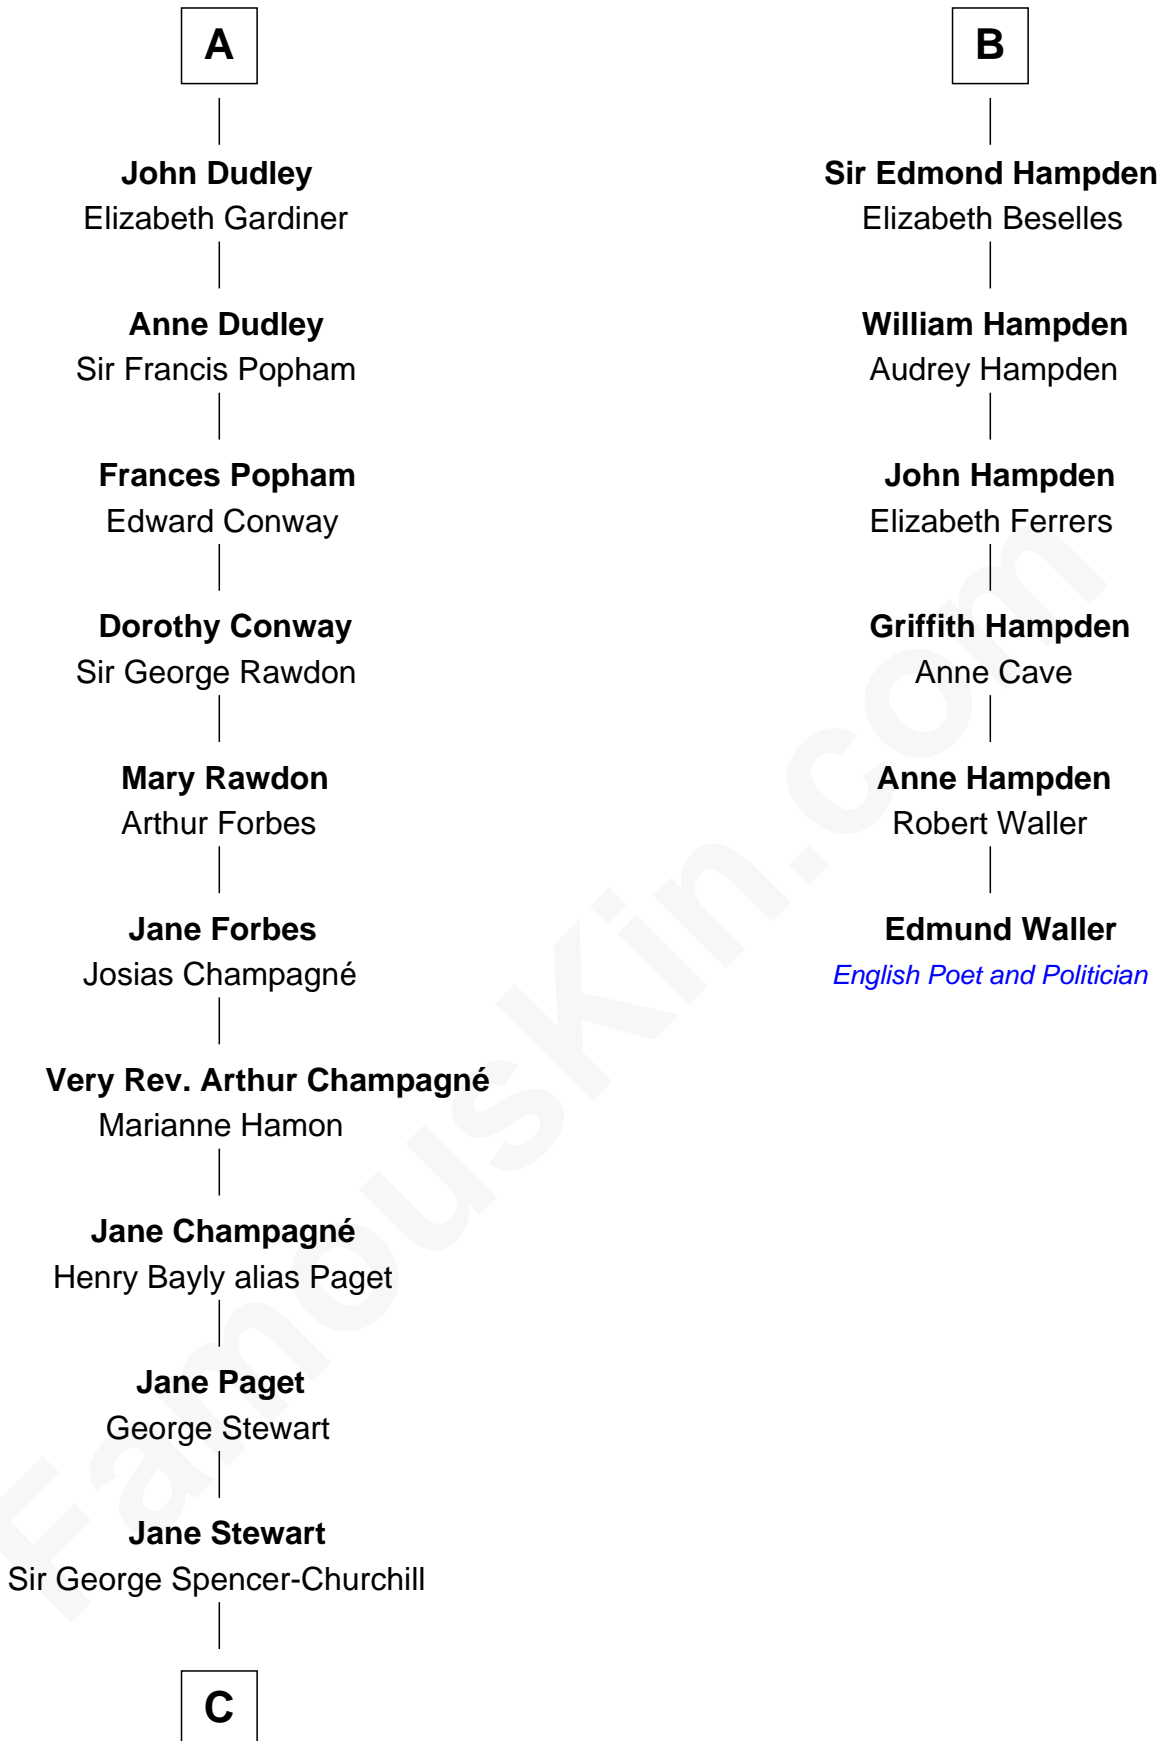 A
John Dudley
Elizabeth Gardiner
Anne Dudley
Sir Francis Popham
Frances Popham
Edward Conway
Dorothy Conway
Sir George Rawdon
Mary Rawdon
Arthur Forbes
Jane Forbes
Josias Champagné
Very Rev. Arthur Champagné
Marianne Hamon
Jane Champagné
Henry Bayly alias Paget
Jane Paget
George Stewart
Jane Stewart
Sir George Spencer-Churchill
C
B
Sir Edmond Hampden
Elizabeth Beselles
William Hampden
Audrey Hampden
John Hampden
Elizabeth Ferrers
Griffith Hampden
Anne Cave
Anne Hampden
Robert Waller
Edmund Waller
English Poet and Politician
FamousKin.com